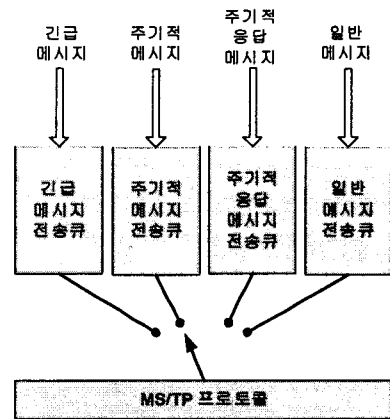 긴급
메시지
주기적
메시지
주기적
응답
메시지
일반
메시지
긴급
메시지
전송큐
주기적
메시지
전송큐
주기적
응답
메시지
전송큐
일반
메시지
전송큐
MS/TP 프로토콜